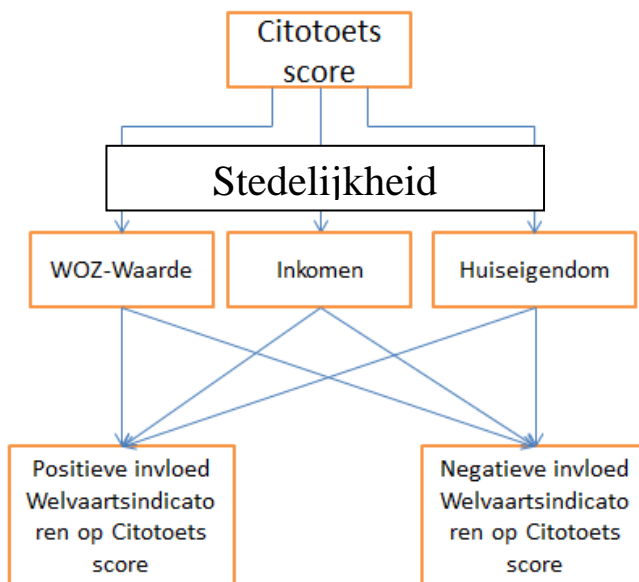 Citotoets
score
Stedelijkheid
WOZ-Waarde
Inkomen
Huiseigendom
Positieve invloed
Welvaartsindicato
ren op Citotoets
score
Negatieve invloed
Welvaartsindicato
ren op Citotoets
score